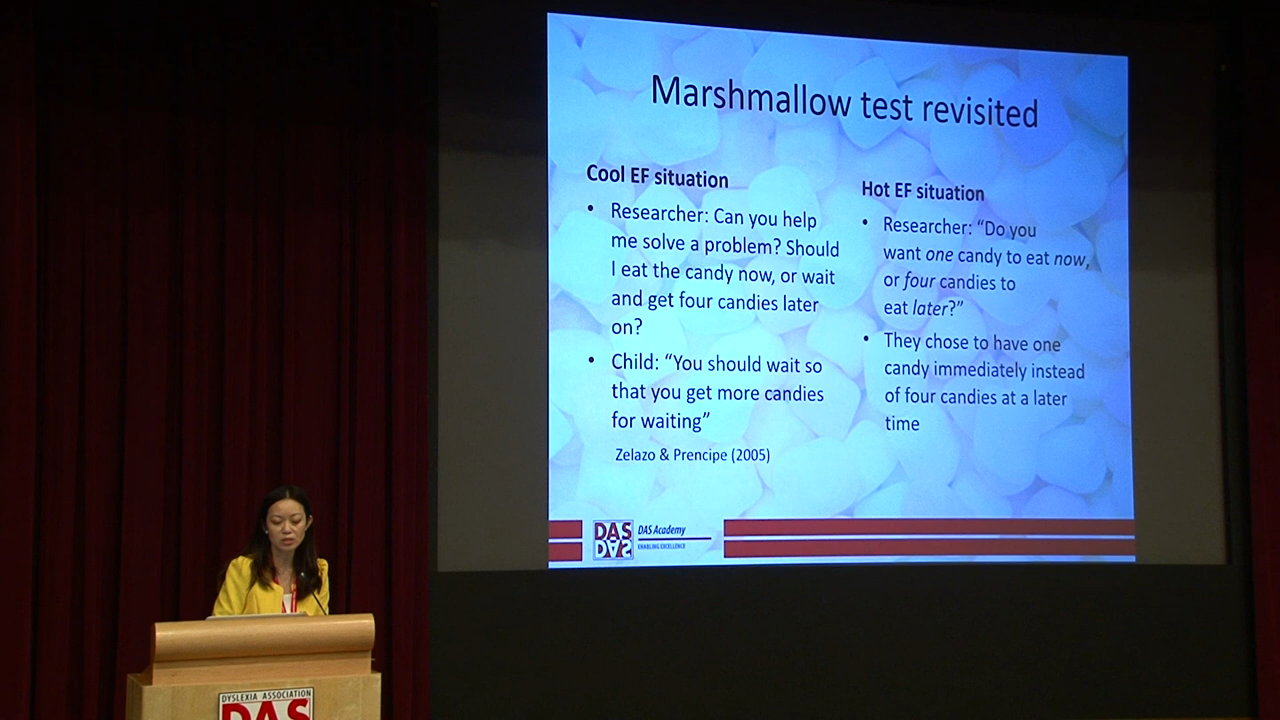 Marshmallow test revisited
Cool EF situation
• Researcher: Can you help
me solve a problem? Should
I eat the candy now, or wait
and get four candies later
on?
• Child: “You should wait so
that you get more candies
for waiting”
Zelazo & Prencipe (2005)
Hot EF situation
• Researcher: “Do you
want one candy to eat now,
or four candies to
eat later?”
• They chose to have one
candy immediately instead
of four candies at a later
time
DAS
DAS
DAS Academy
ENABLING EXCELLENCE
DYSLEXIA ASSOCIATION
DAS